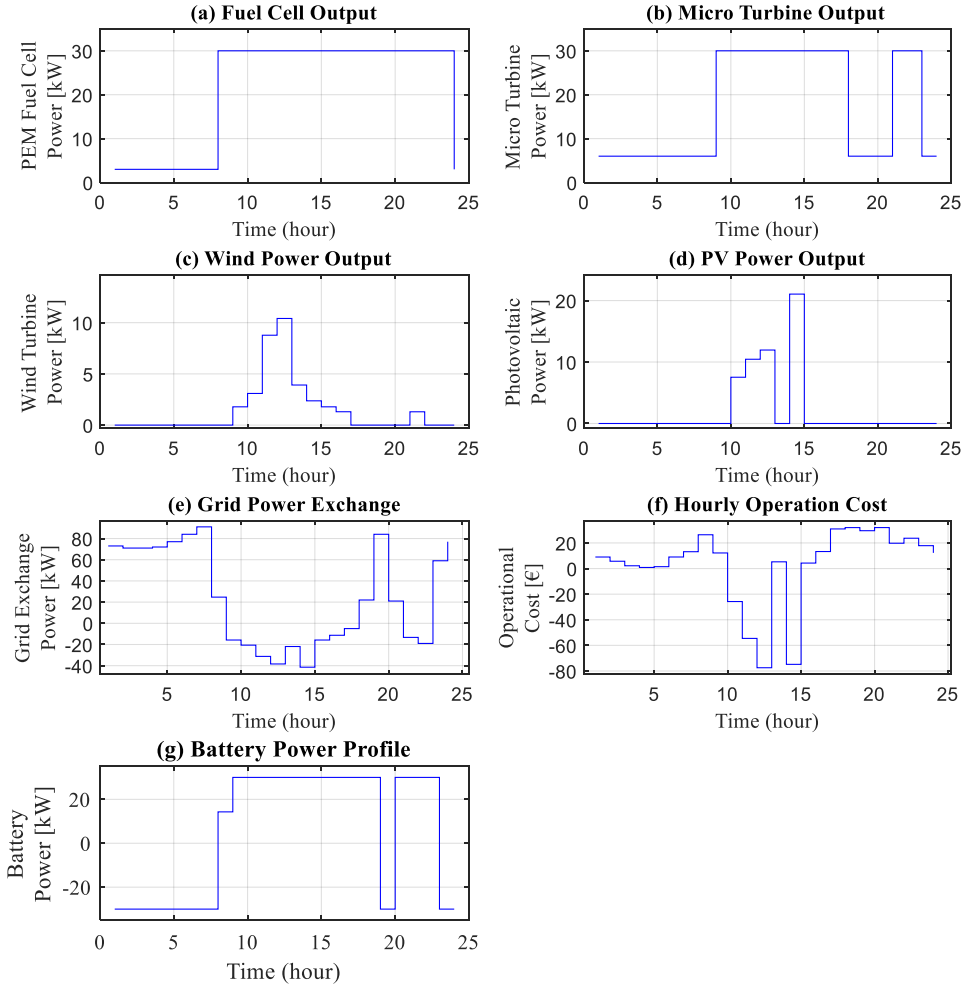 (a) Fuel Cell Output
PEM Fuel Cell
Power [kW]
30
20
10
0
0 5 10 15 20 25
Time (hour)
(b) Micro Turbine Output
Micro Turbine
Power [kW]
30
20
10
0
0 5 10 15 20 25
Time (hour)
(c) Wind Power Output
Wind Turbine
Power [kW]
10
5
0
0 5 10 15 20 25
Time (hour)
(d) PV Power Output
Photovoltaic
Power [kW]
20
10
0
0 5 10 15 20 25
Time (hour)
(e) Grid Power Exchange
Grid Exchange
Power [kW]
80
60
40
20
0
-20
-40
5 10 15 20 25
Time (hour)
(f) Hourly Operation Cost
Operational
Cost [€]
20
0
-20
-40
-60
-80
5 10 15 20 25
Time (hour)
(g) Battery Power Profile
Battery
Power [kW]
20
0
-20
0 5 10 15 20 25
Time (hour)